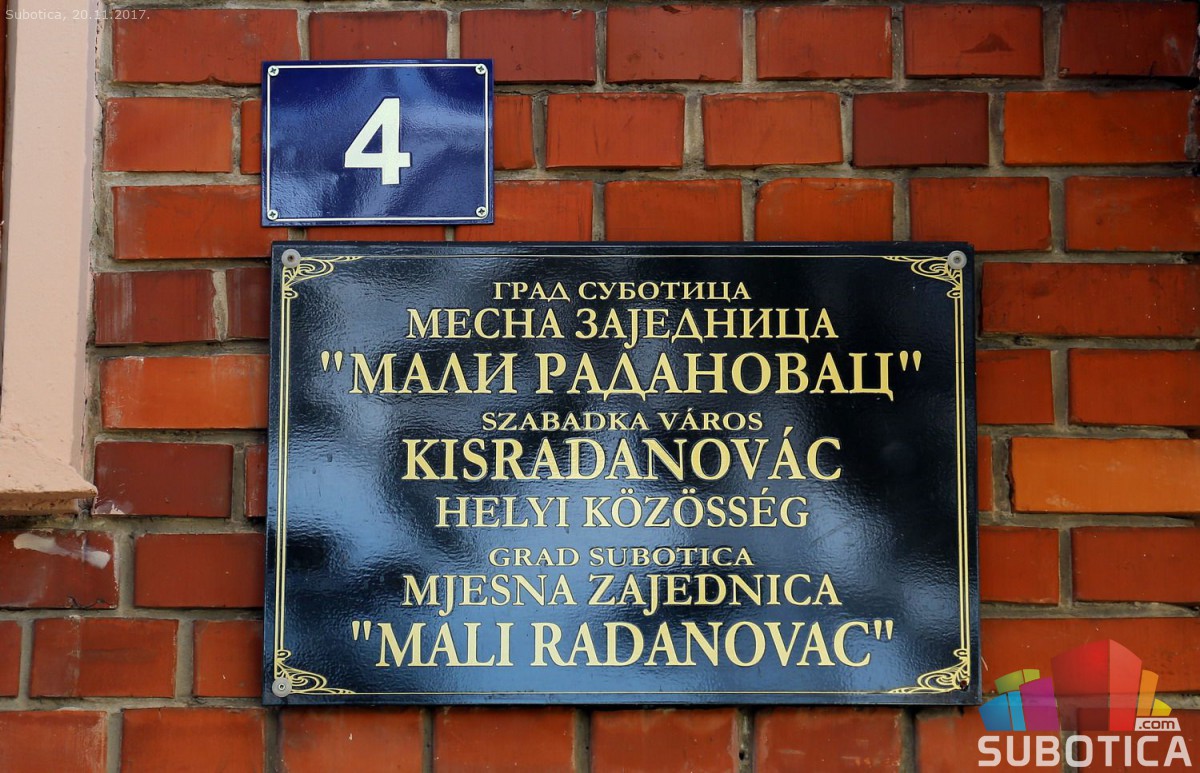 Subotica, 20.11.2017.
4
ГРАД СУБОТИЦА
МЕСНА ЗАЈЕДНИЦА
"МАЛИ РАДАНОВАЦ"
SZABADKA VÁROS
KISRADANOVÁC
HELYI KÖZÖSSÉG
GRAD SUBOTICA
MJESNA ZAJEDNICA
"MALI RADANOVAC"
.com
SUBOTICA